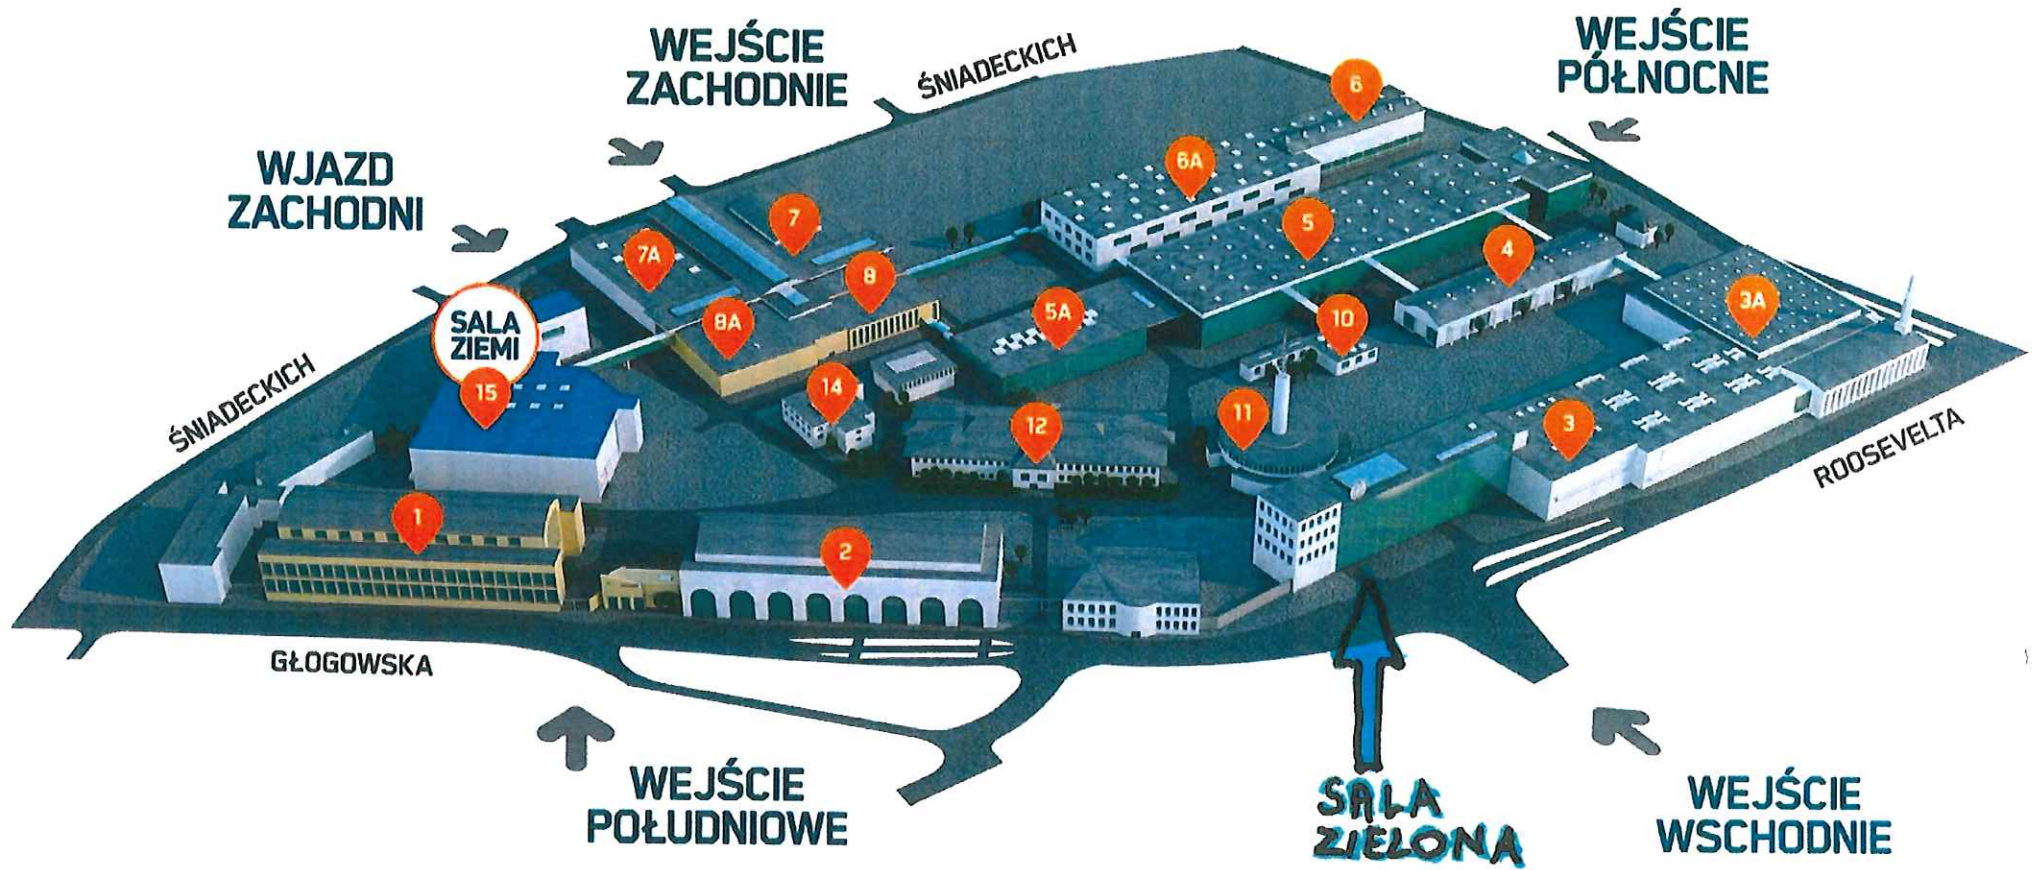 WEJŚCIE
ZACHODNIE
ŚNIADECKICH
WEJŚCIE
PÓŁNOCNE
WJAZD
ZACHODNI
6
6A
7
5
4
7A
8
3A
5A
10
8A
SALA
ZIEMI
15
14
11
12
3
ŚNIADECKICH
ROOSEVELTA
1
2
GŁOGOWSKA
WEJŚCIE
POŁUDNIOWE
SALA
ZIELONA
WEJŚCIE
WSCHODNIE